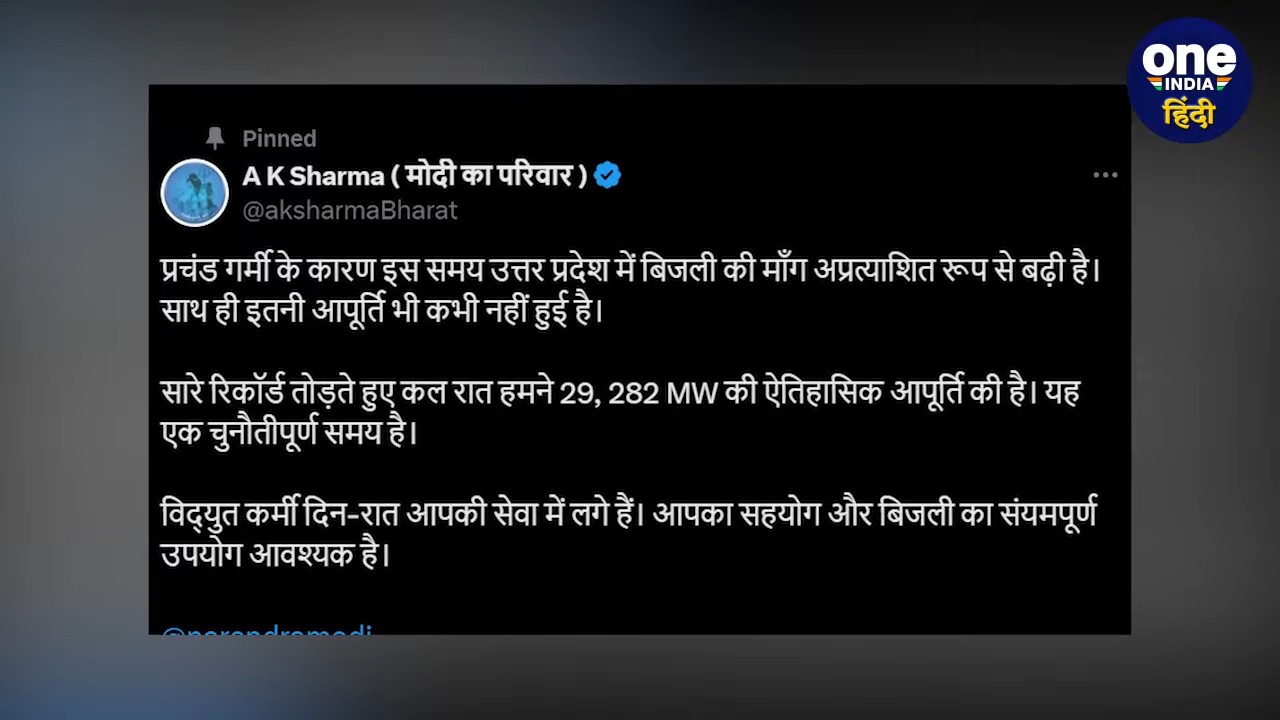 one
INDIA
हिंदी
Pinned
A K Sharma ( मोदी का परिवार )
@aksharmaBharat
प्रचंड गर्मी के कारण इस समय उत्तर प्रदेश में बिजली की माँग अप्रत्याशित रूप से बढ़ी है।
साथ ही इतनी आपूर्ति भी कभी नहीं हुई है।
सारे रिकॉर्ड तोड़ते हुए कल रात हमने 29, 282 MW की ऐतिहासिक आपूर्ति की है। यह
एक चुनौतीपूर्ण समय है।
विद्युत कर्मी दिन-रात आपकी सेवा में लगे हैं। आपका सहयोग और बिजली का संयमपूर्ण
उपयोग आवश्यक है।
@narendramodi